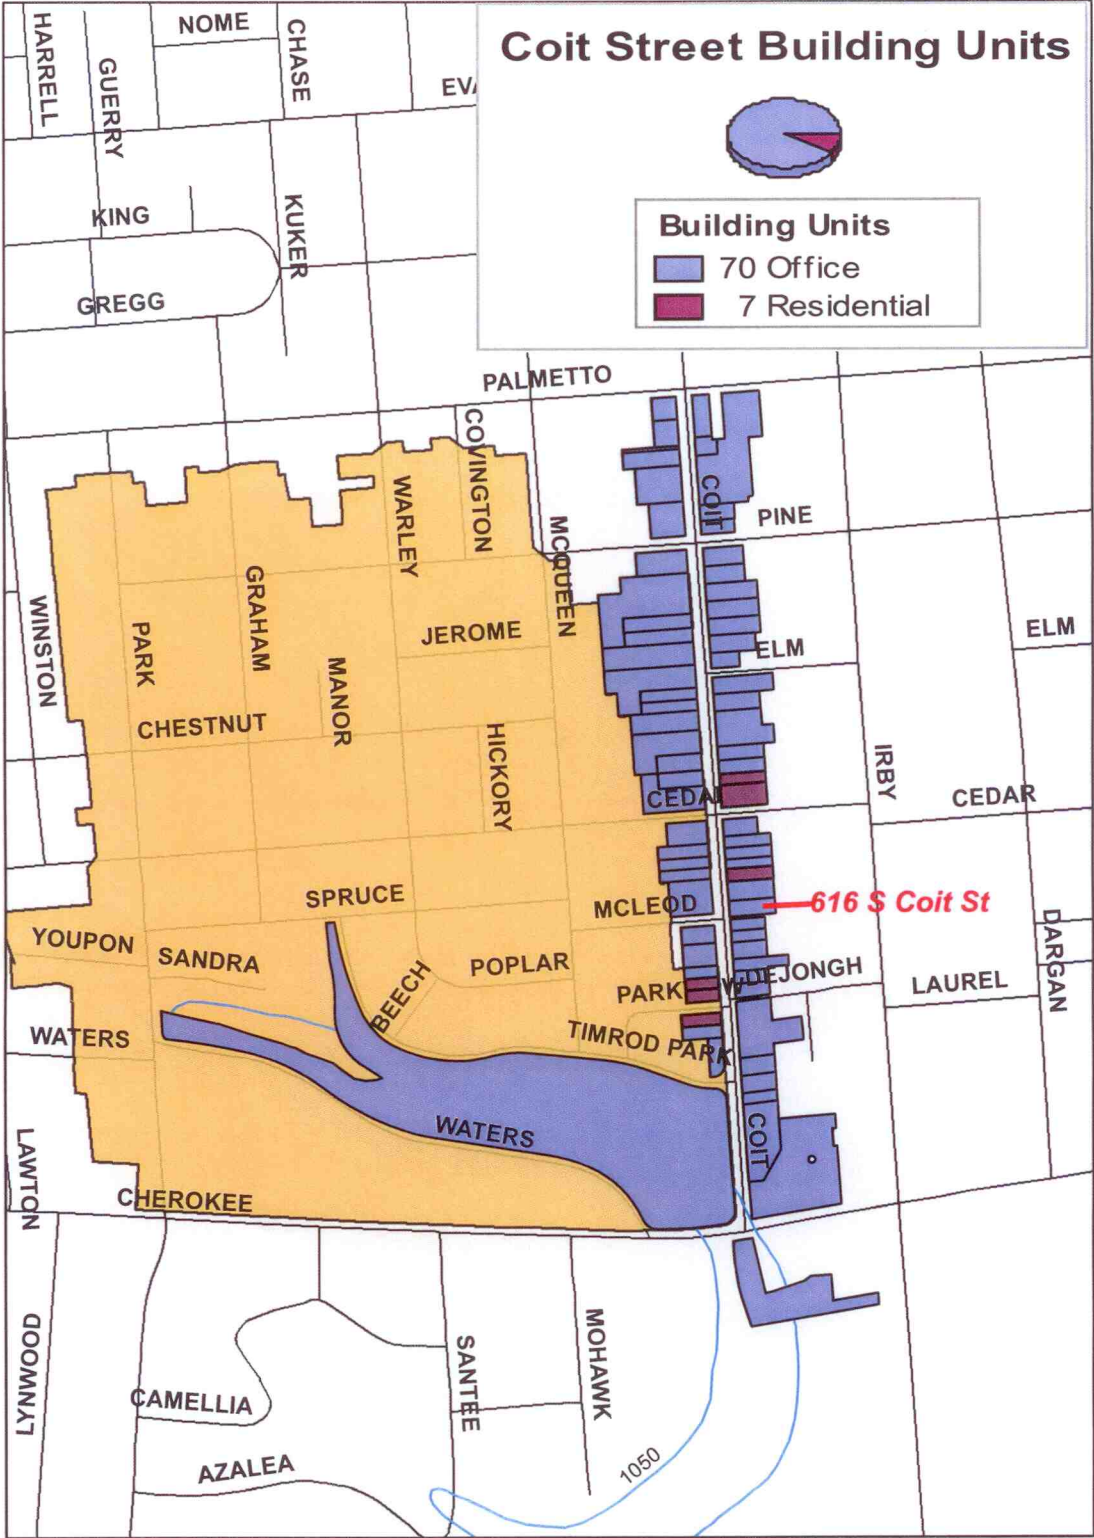 HARRELL
GUERRY
NOME
CHASE
EVA
Coit Street Building Units
Building Units
70 Office
7 Residential
KING
KUKER
GREGG
PALMETTO
COVINGTON
WARLEY
COIT
PINE
MCQUEEN
WINSTON
PARK
GRAHAM
JEROME
ELM
ELM
MANOR
CHESTNUT
HICKORY
IRBY
CEDAR
CEDAR
SPRUCE
MCLEOD
616 S Coit St
YOUPON
SANDRA
BEECH
POPLAR
PARK
W DEJONGH
LAUREL
DARGAN
WATERS
TIMROD PARK
WATERS
COIT
LAWTON
CHEROKEE
LYNWOOD
CAMELLIA
SANTEE
MOHAWK
AZALEA
1050